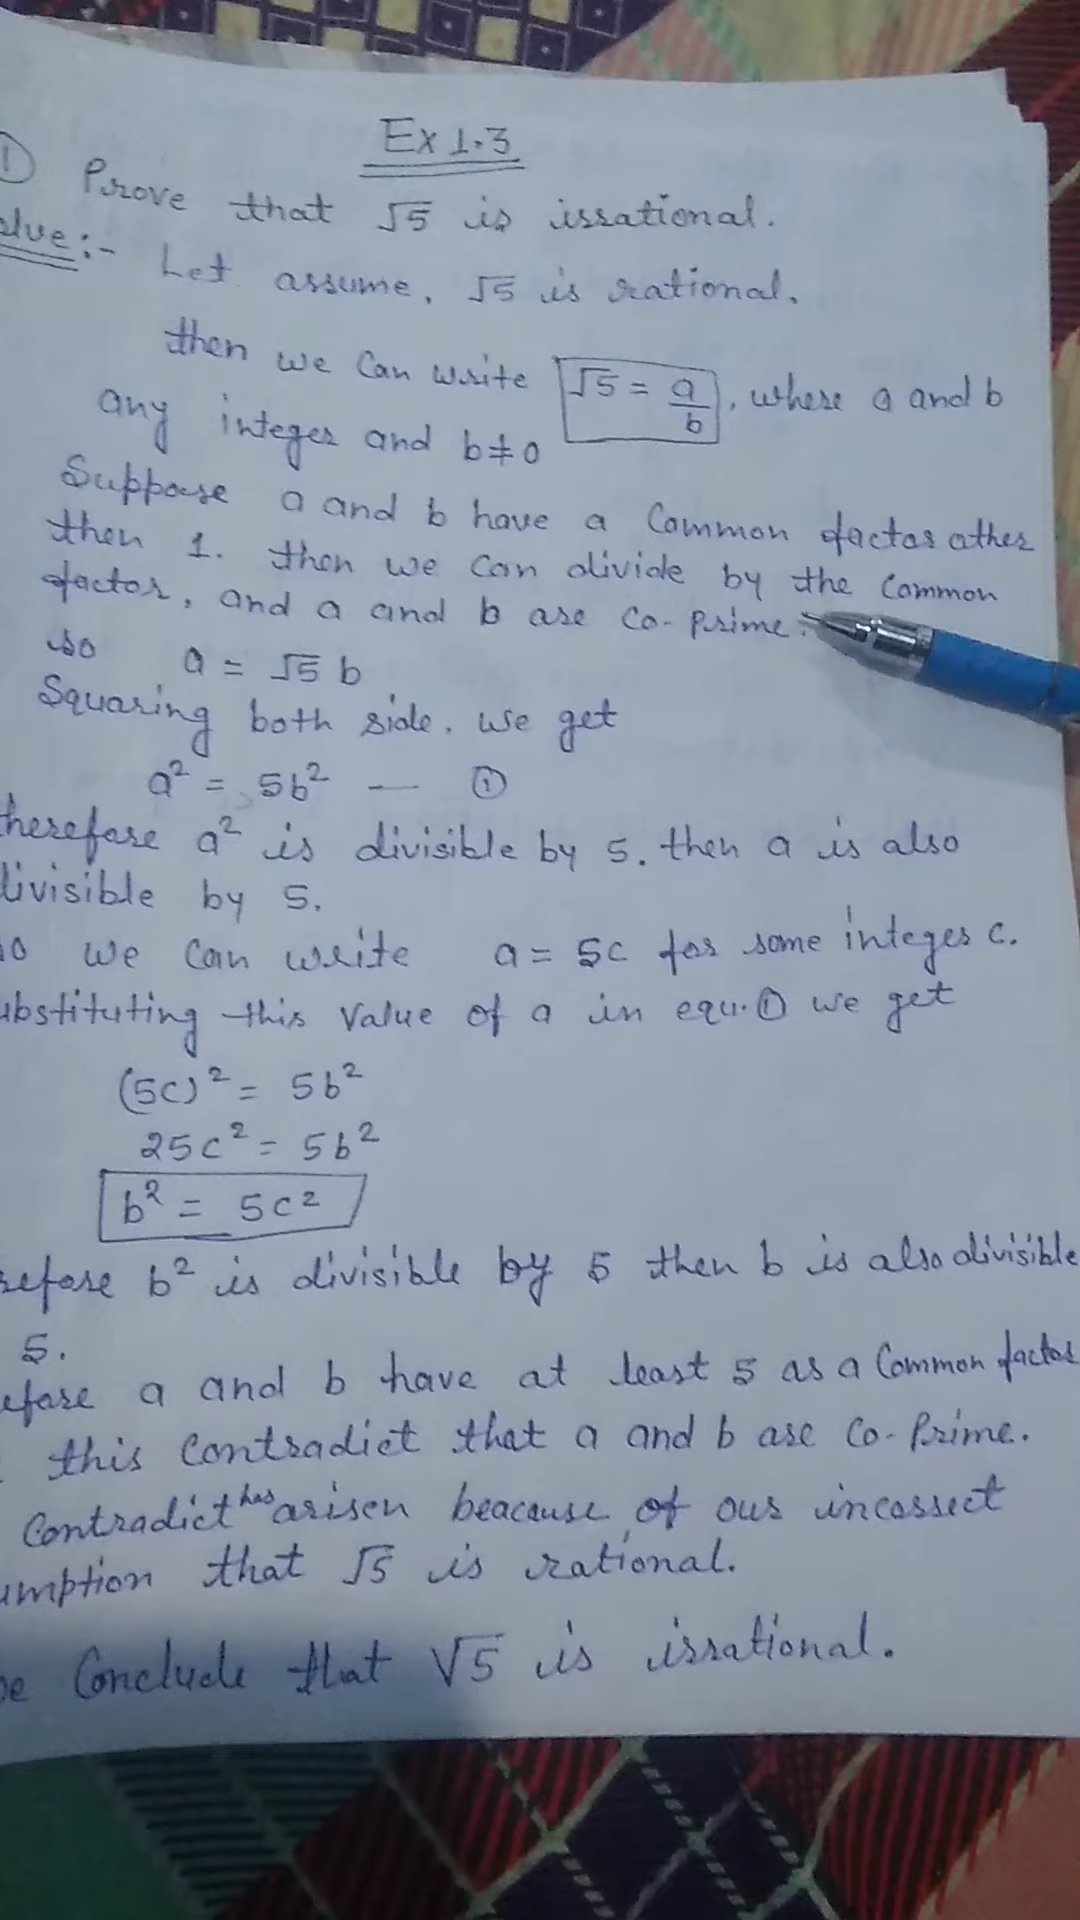 Ex 1.3
① Prove that √5 is irrational.
olve:- Let assume, √5 is rational.
then we can write √5 = a/b, where a and b
any integer and b≠0
Suppose a and b have a common factor other
then 1. then we can divide by the common
factor, and a and b are co-prime.
so a = √5 b
Squaring both side, we get
a² = 5b² — ①
herefore a² is divisible by 5. then a is also
divisible by 5.
so we can write a = 5c for some integer c.
ubstituting this value of a in equ.① we get
(5c)² = 5b²
25c² = 5b²
b² = 5c²
refore b² is divisible by 5 then b is also divisible
5.
efore a and b have at least 5 as a common factor
this contradict that a and b are co-prime.
contradict has arisen beacause of our incorrect
umption that √5 is rational.
Conclude that √5 is irrational.